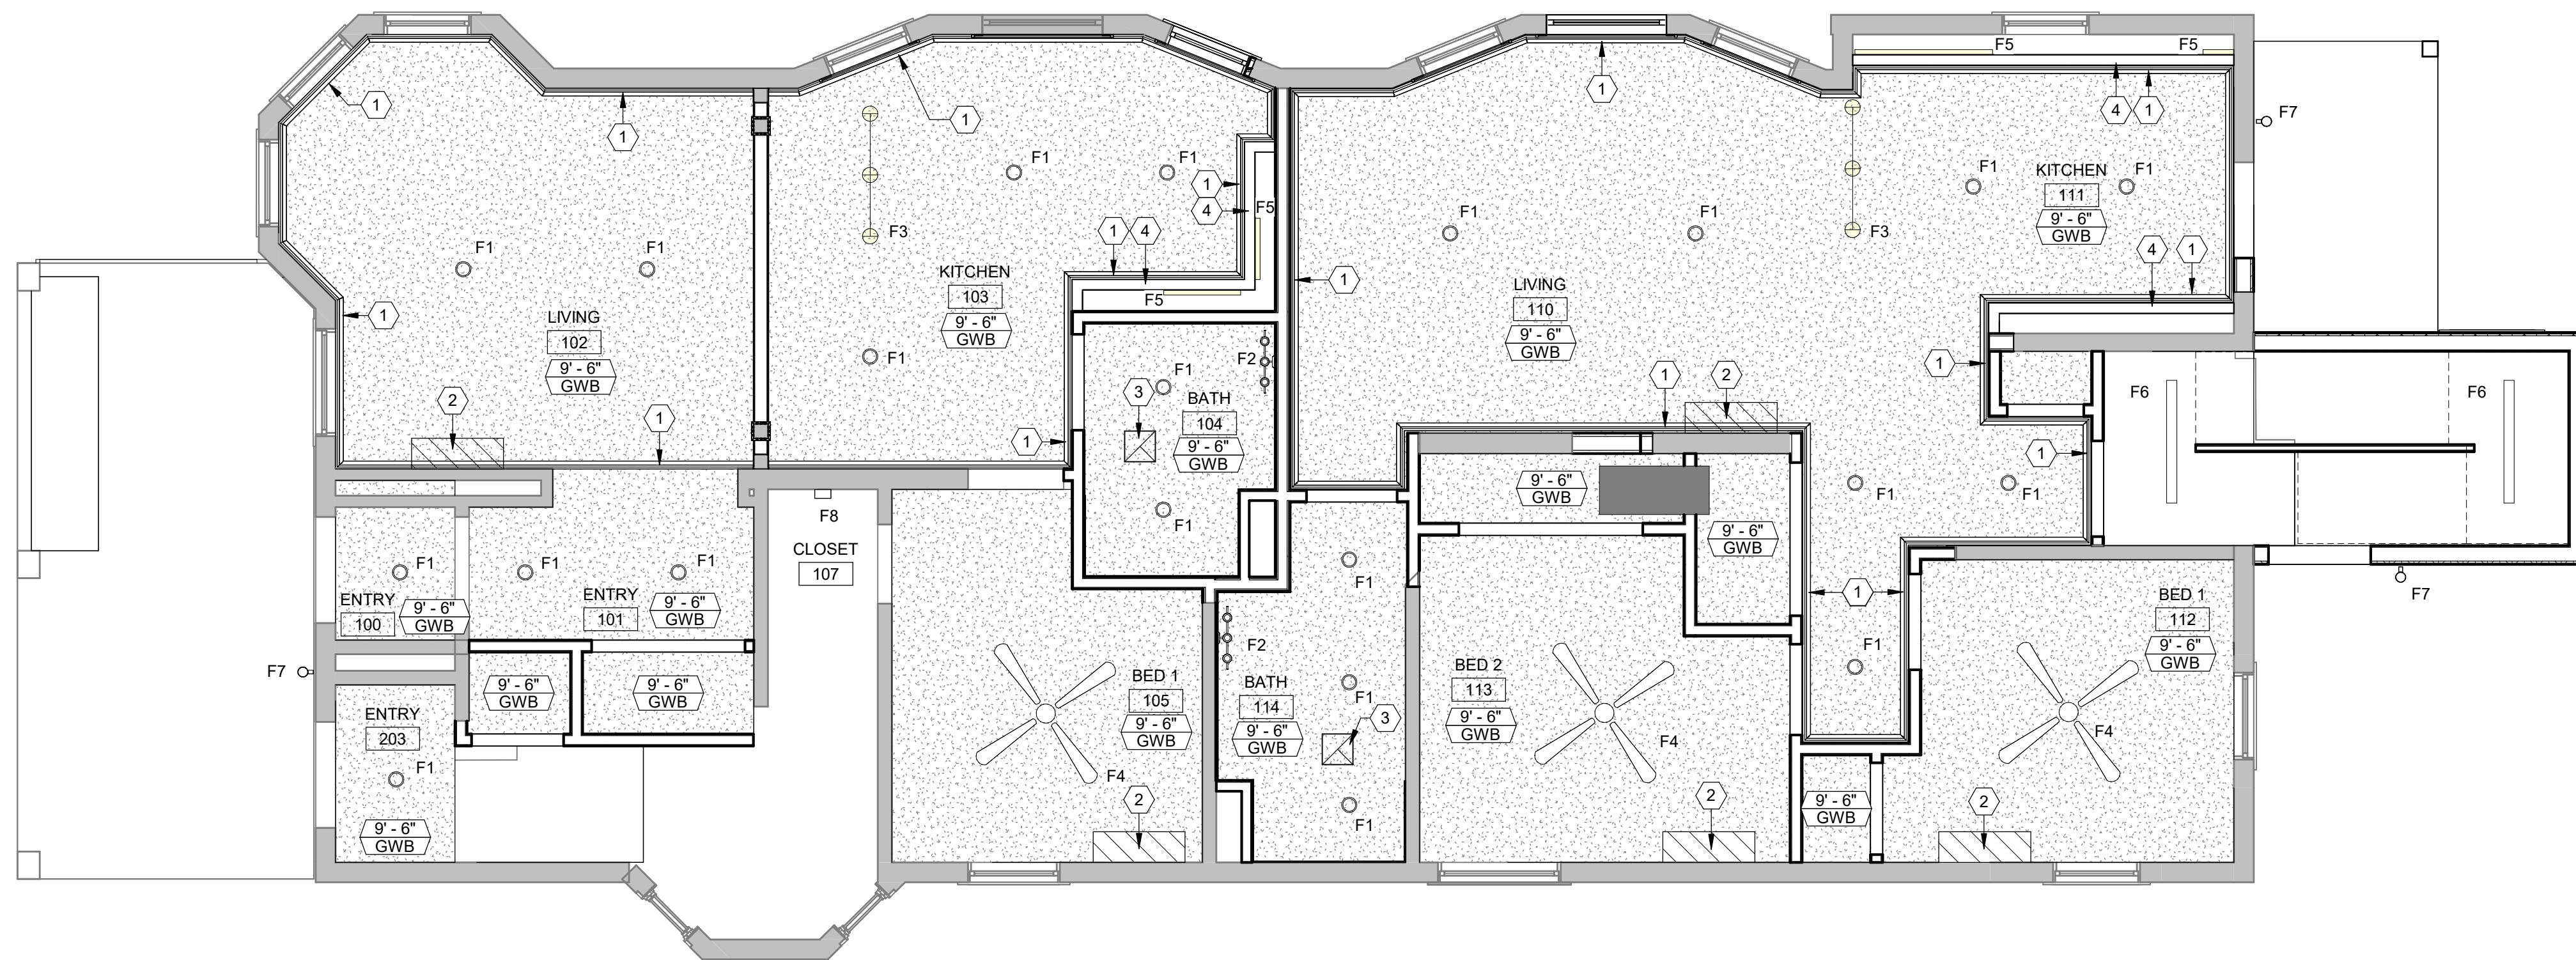 F5
F5
1
1
1
1
4
1
F7
1
F1
F1
1
4
F5
F3
1
4
KITCHEN
103
9' - 6"
GWB
F5
F1
F1
F1
1
LIVING
102
9' - 6"
GWB
2
1
1
F1
F1
1
LIVING
110
9' - 6"
GWB
1
2
F3
F1
KITCHEN
111
9' - 6"
GWB
F1
4
1
1
1
F6
F6
F1
F2
3
BATH
104
9' - 6"
GWB
F1
9' - 6"
GWB
9' - 6"
GWB
F1
F1
F8
CLOSET
107
F1
ENTRY
100
9' - 6"
GWB
F1
F1
ENTRY
101
9' - 6"
GWB
F1
1
F1
BED 1
112
9' - 6"
GWB
F7
F7
9' - 6"
GWB
9' - 6"
GWB
ENTRY
203
F1
9' - 6"
GWB
BED 1
105
9' - 6"
GWB
F4
2
F2
BATH
114
9' - 6"
GWB
F1
3
F1
BED 2
113
9' - 6"
GWB
F4
2
9' - 6"
GWB
F4
2